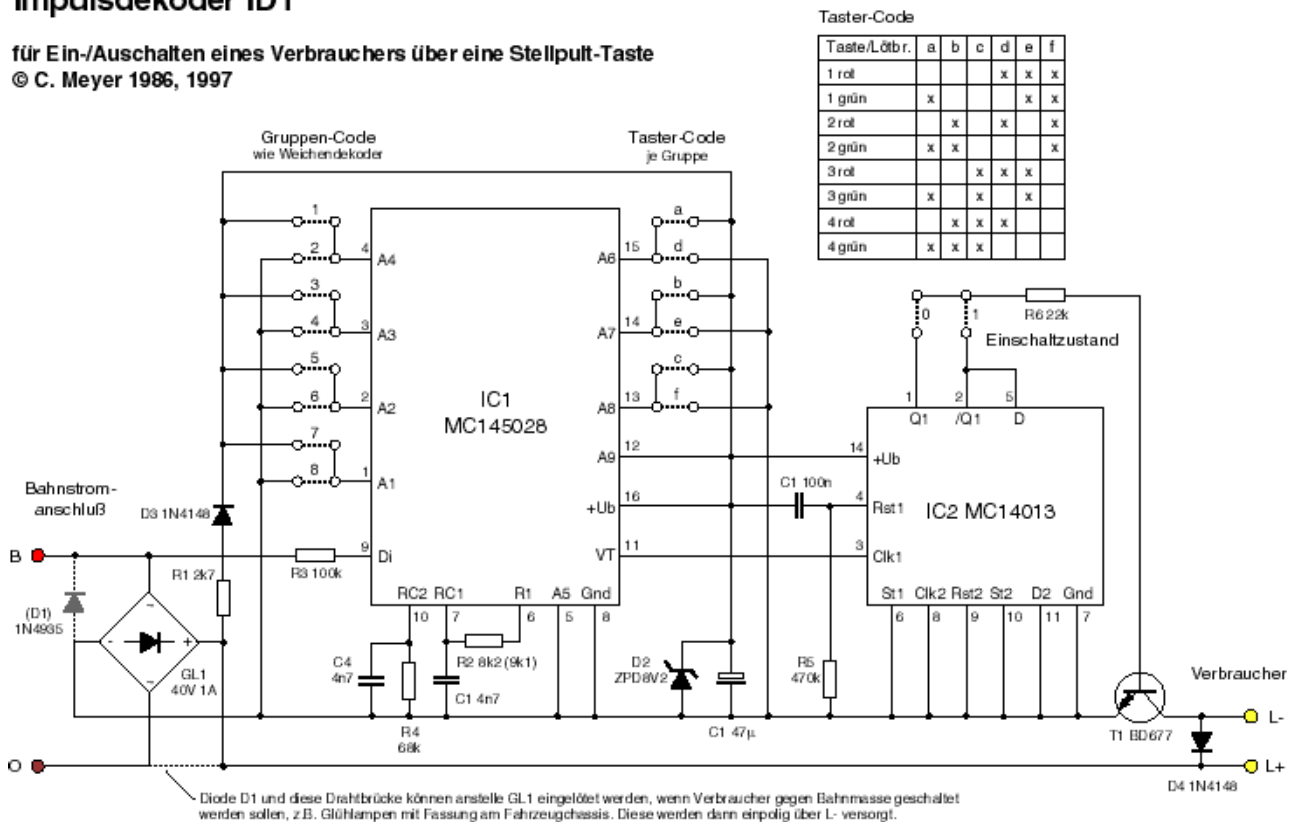 Impulsdekoder ID1
für Ein-/Auschalten eines Verbrauchers über eine Stellpult-Taste
© C. Meyer 1986, 1997
Taster-Code
Taste/Lötbr. a b c d e f
1 rot x x x
1 grün x x x
2 rot x x x
2 grün x x x
3 rot x x x
3 grün x x x
4 rot x x x
4 grün x x x
Gruppen-Code
wie Weichendekoder
Taster-Code
je Gruppe
1
2
3
4
5
6
7
8
4 A4
3 A3
2 A2
1 A1
9 Di
IC1
MC145028
A6 15
A7 14
A8 13
A9 12
+Ub 16
VT 11
a
d
b
e
c
f
RC2 RC1 R1 A5 Gnd
10 7 6 5 8
0 1
R6 22k
Einschaltzustand
1 2 5
Q1 /Q1 D
14 +Ub
4 Rst1
3 Clk1
IC2 MC14013
St1 Clk2 Rst2 St2 D2 Gnd
6 8 9 10 11 7
C1 100n
Bahnstrom-
anschluß
B
D3 1N4148
R1 2k7
R3 100k
(D1)
1N4935
~
- +
~
GL1
40V 1A
C4
4n7
R2 8k2 (9k1)
C1 4n7
R4
68k
D2
ZPD8V2
C1 47µ
R5
470k
Verbraucher
L-
T1 BD677
O
L+
D4 1N4148
Diode D1 und diese Drahtbrücke können anstelle GL1 eingelötet werden, wenn Verbraucher gegen Bahnmasse geschaltet
werden sollen, z.B. Glühlampen mit Fassung am Fahrzeugchassis. Diese werden dann einpolig über L- versorgt.